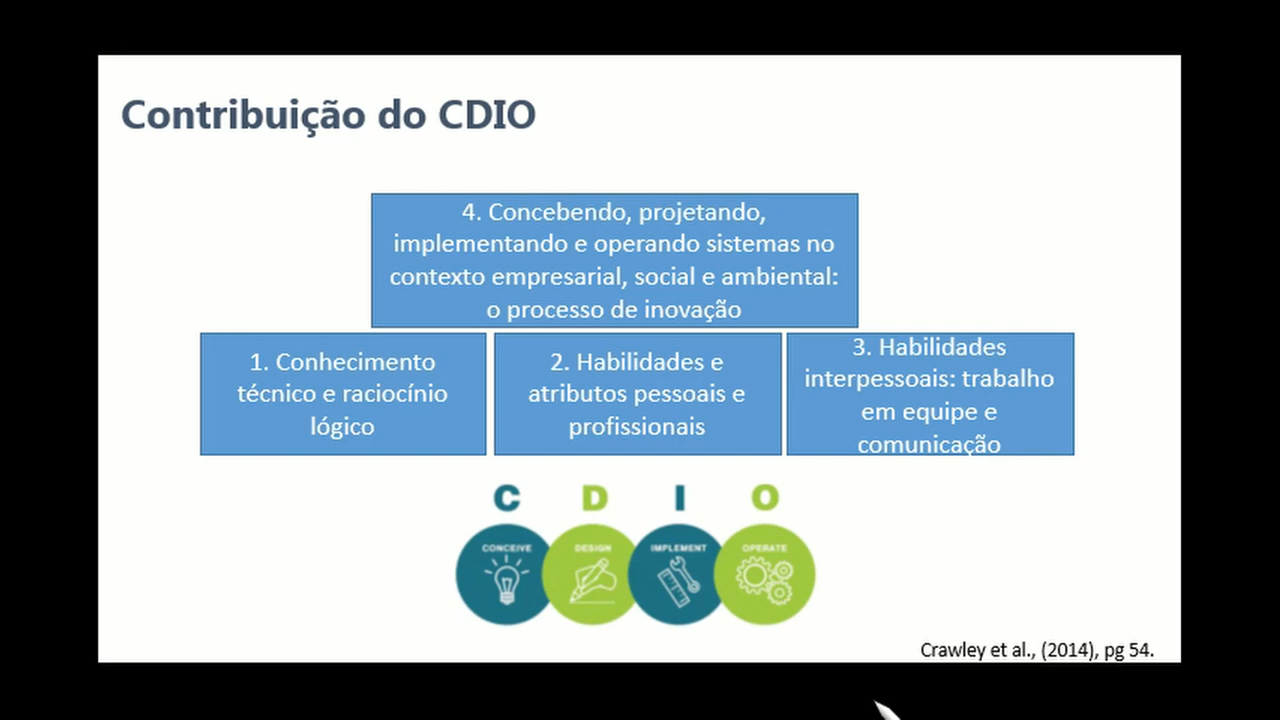 Contribuição do CDIO
4. Concebendo, projetando,
implementando e operando sistemas no
contexto empresarial, social e ambiental:
o processo de inovação
1. Conhecimento
técnico e raciocínio
lógico
2. Habilidades e
atributos pessoais e
profissionais
3. Habilidades
interpessoais: trabalho
em equipe e
comunicação
C D I O
CONCEIVE DESIGN IMPLEMENT OPERATE
Crawley et al., (2014), pg 54.